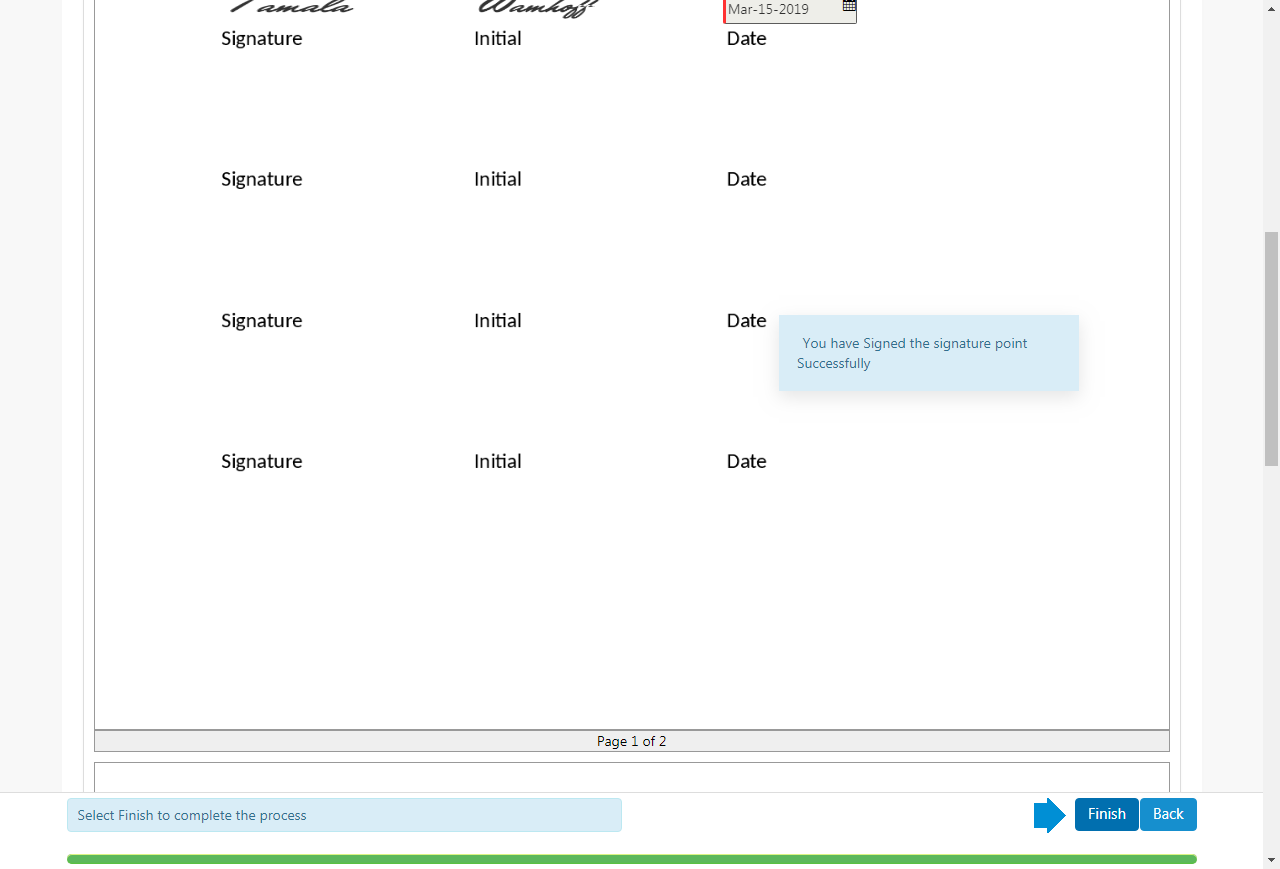 Tamala Wamhoff Mar-15-2019
Signature Initial Date
Signature Initial Date
Signature Initial Date
You have Signed the signature point
Successfully
Signature Initial Date
Page 1 of 2
Select Finish to complete the process Finish Back